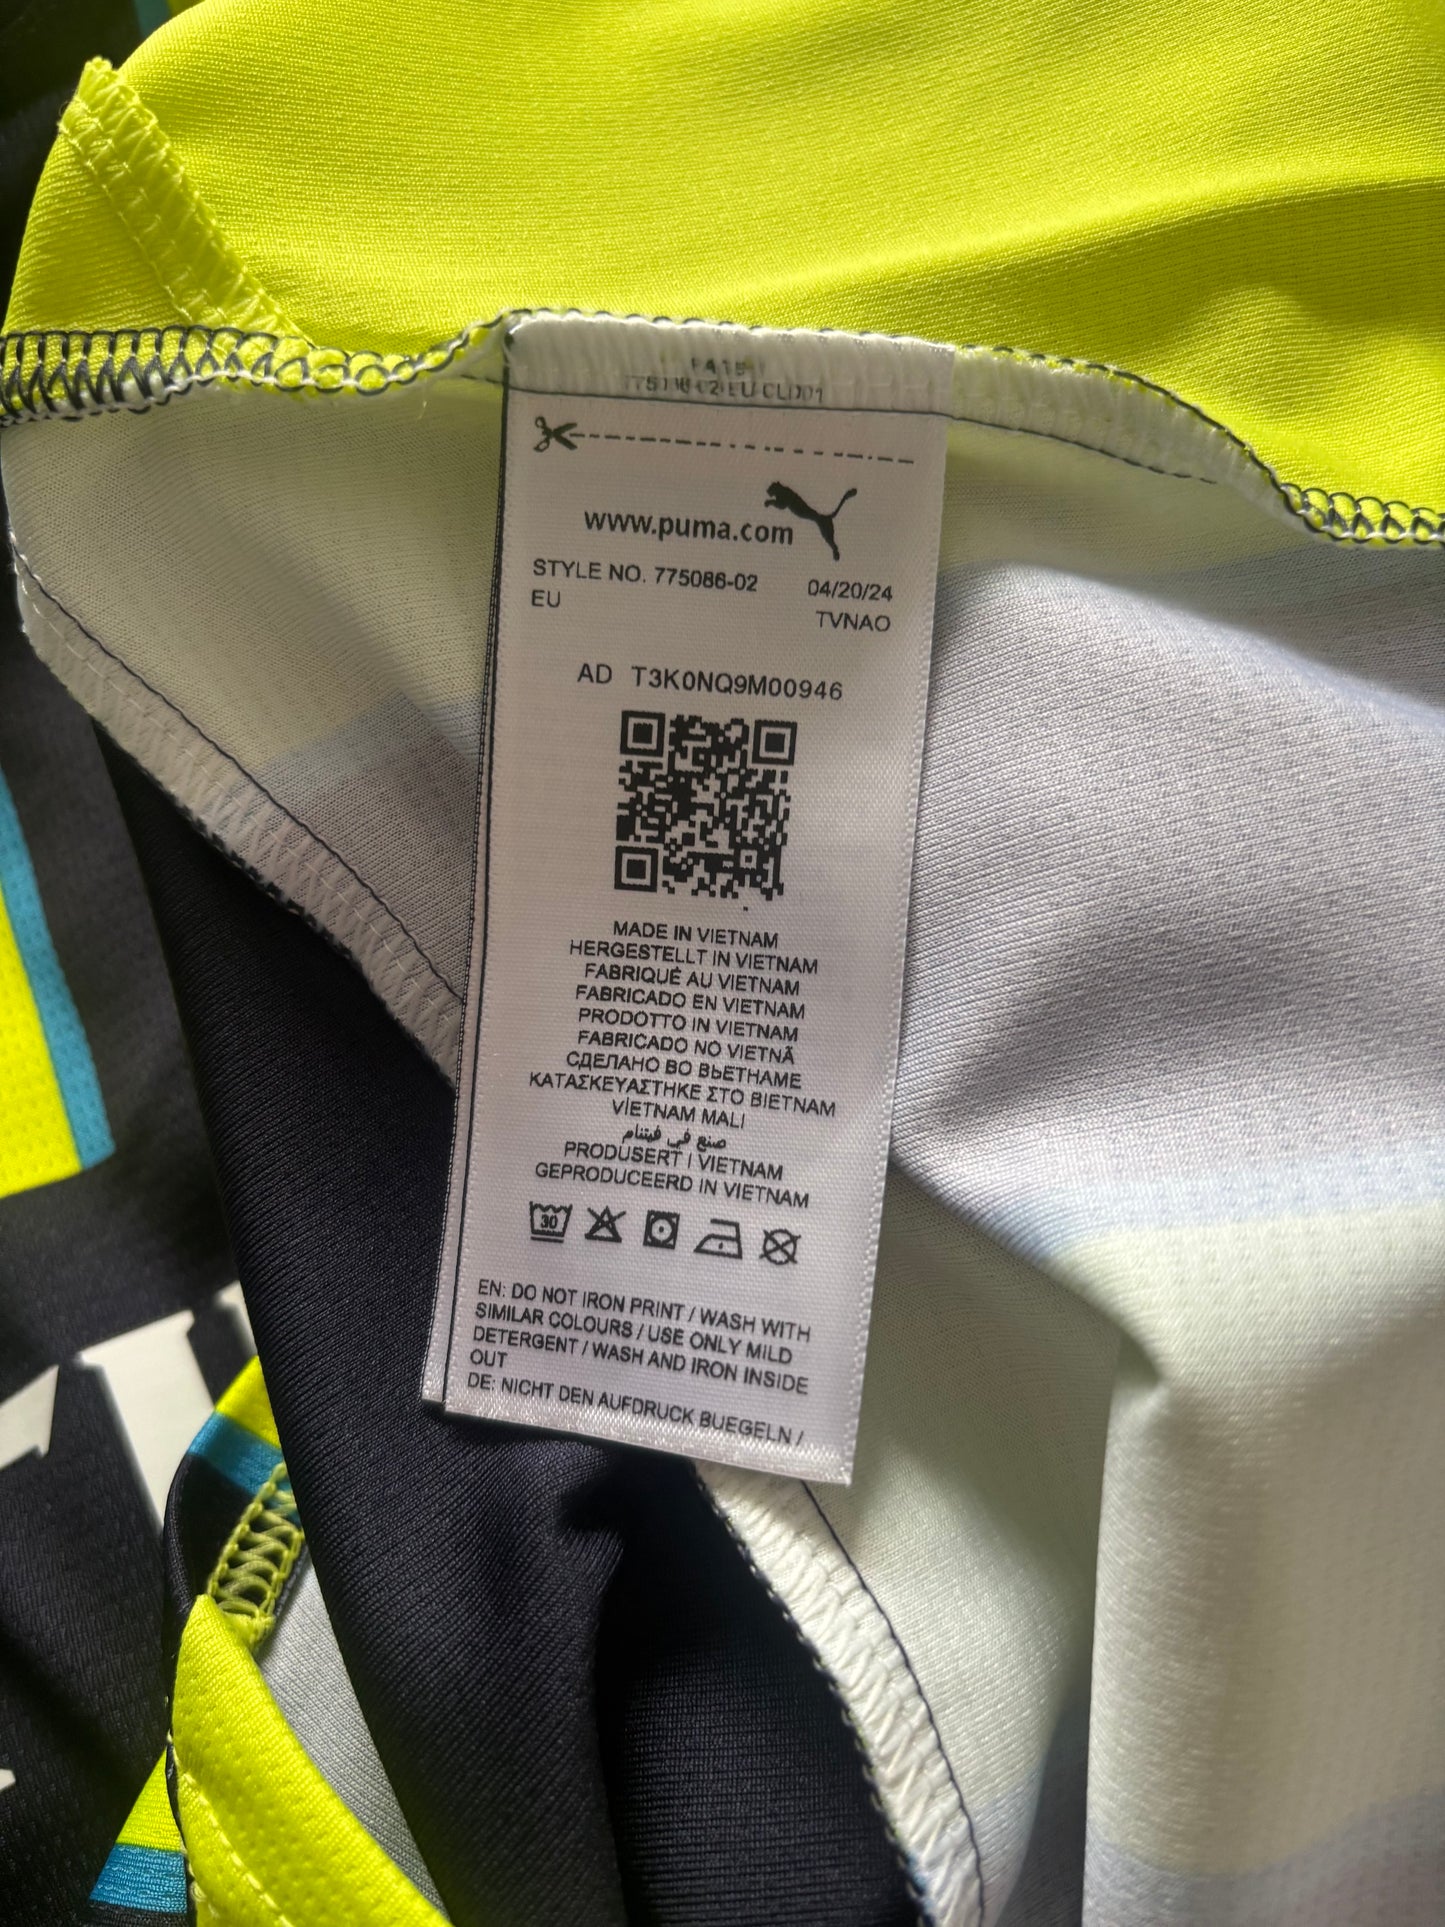 www.puma.com
STYLE NO. 775086-02 04/20/24
EU TVNAO
AD T3K0NQ9M00946
MADE IN VIETNAM
HERGESTELLT IN VIETNAM
FABRIQUÉ AU VIETNAM
FABRICADO EN VIETNAM
PRODOTTO IN VIETNAM
FABRICADO NO VIETNÃ
СДЕЛАНО ВО ВЬЕТНАМЕ
ΚΑΤΑΣΚΕΥΑΣΤΗΚΕ ΣΤΟ ΒΙΕΤΝΑΜ
VİETNAM MALI
صنع في فيتنام
PRODUSERT I VIETNAM
GEPRODUCEERD IN VIETNAM
30
EN: DO NOT IRON PRINT / WASH WITH
SIMILAR COLOURS / USE ONLY MILD
DETERGENT / WASH AND IRON INSIDE
OUT
DE: NICHT DEN AUFDRUCK BUEGELN /